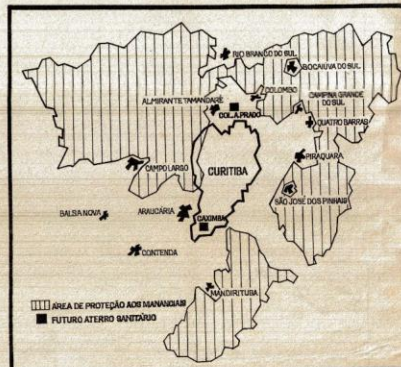 RIO BRANCO DO SUL
BOCAIUVA DO SUL
ALMIRANTE TAMANDARÉ
COLOMBO
CAMPINA GRANDE
DO SUL
COL. A. PRADO
QUATRO BARRAS
CAMPO LARGO
CURITIBA
PIRAQUARA
SÃO JOSÉ DOS PINHAIS
BALSA NOVA
ARAUCÁRIA
CAXIMBA
CONTENDA
MANDIRITUBA
ÁREA DE PROTEÇÃO AOS MANANCIAIS
FUTURO ATERRO SANITÁRIO